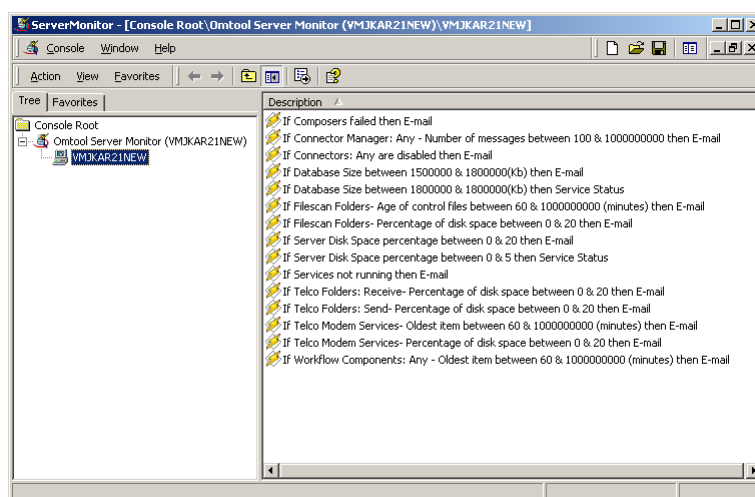 ServerMonitor - [Console Root\Omtool Server Monitor (VMJKAR21NEW)\VMJKAR21NEW]
Console Window Help
Action View Favorites
Tree Favorites
Console Root
Omtool Server Monitor (VMJKAR21NEW)
VMJKAR21NEW
Description
If Composers failed then E-mail
If Connector Manager: Any - Number of messages between 100 & 1000000000 then E-mail
If Connectors: Any are disabled then E-mail
If Database Size between 1500000 & 1800000(Kb) then E-mail
If Database Size between 1800000 & 1800000(Kb) then Service Status
If Filescan Folders- Age of control files between 60 & 1000000000 (minutes) then E-mail
If Filescan Folders- Percentage of disk space between 0 & 20 then E-mail
If Server Disk Space percentage between 0 & 20 then E-mail
If Server Disk Space percentage between 0 & 5 then Service Status
If Services not running then E-mail
If Telco Folders: Receive- Percentage of disk space between 0 & 20 then E-mail
If Telco Folders: Send- Percentage of disk space between 0 & 20 then E-mail
If Telco Modem Services- Oldest item between 60 & 1000000000 (minutes) then E-mail
If Telco Modem Services- Percentage of disk space between 0 & 20 then E-mail
If Workflow Components: Any - Oldest item between 60 & 1000000000 (minutes) then E-mail